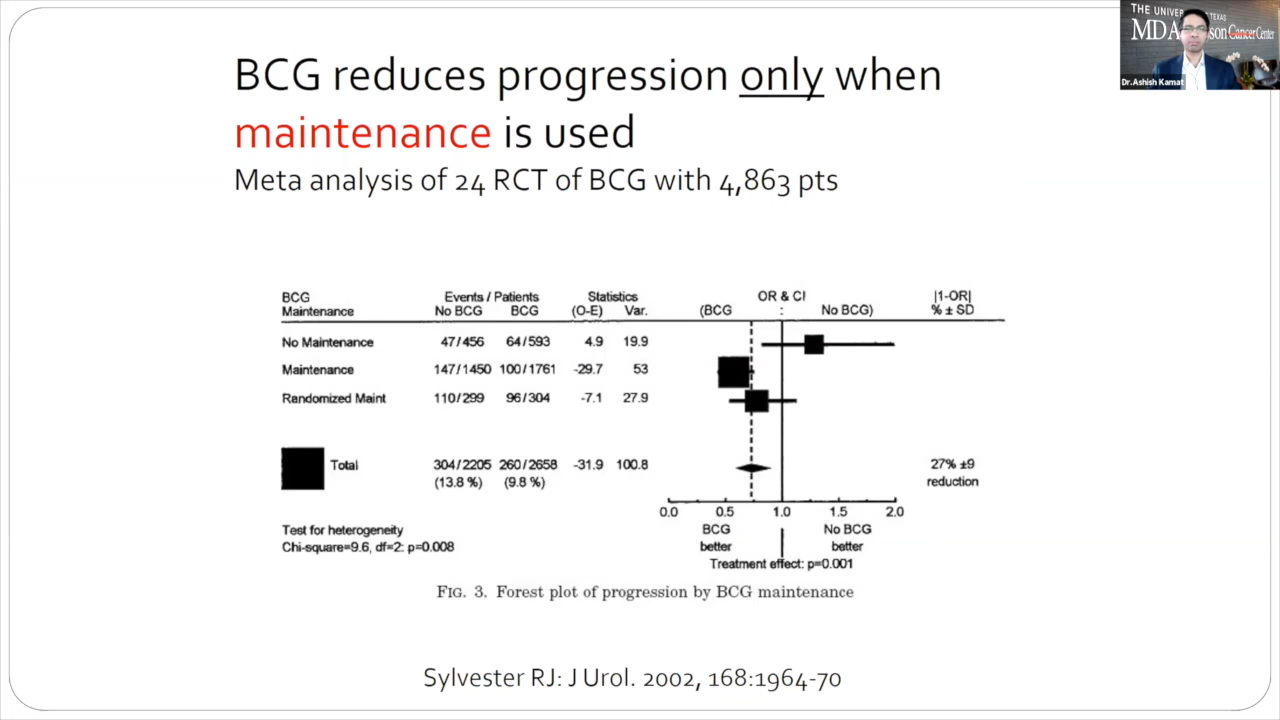 BCG reduces progression only when
maintenance is used
Meta analysis of 24 RCT of BCG with 4,863 pts
THE UNIVERSITY TEXAS
MD Anderson Cancer Center
Dr.Ashish Kamat
BCG Events / Patients Statistics OR & CI |1-OR|
Maintenance No BCG BCG (O-E) Var. (BCG : No BCG) % ± SD
No Maintenance 47/456 64/593 4.9 19.9
Maintenance 147/1450 100/1761 -29.7 53
Randomized Maint 110/299 96/304 -7.1 27.9
Total 304/2205 260/2658 -31.9 100.8 27% ±9
(13.8 %) (9.8 %) reduction
0.0 0.5 1.0 1.5 2.0
Test for heterogeneity BCG No BCG
Chi-square=9.6, df=2: p=0.008 better better
Treatment effect: p=0.001
FIG. 3. Forest plot of progression by BCG maintenance
Sylvester RJ: J Urol. 2002, 168:1964-70